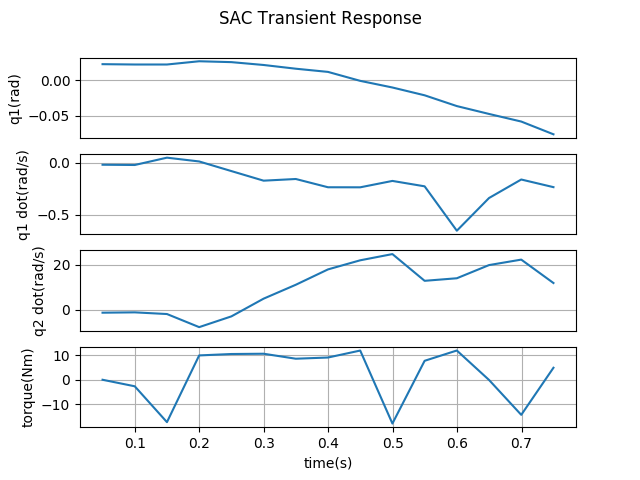 SAC Transient Response
0.00
−0.05
q1(rad)
0.0
−0.5
q1 dot(rad/s)
20
0
q2 dot(rad/s)
10
0
−10
torque(Nm)
0.1 0.2 0.3 0.4 0.5 0.6 0.7
time(s)